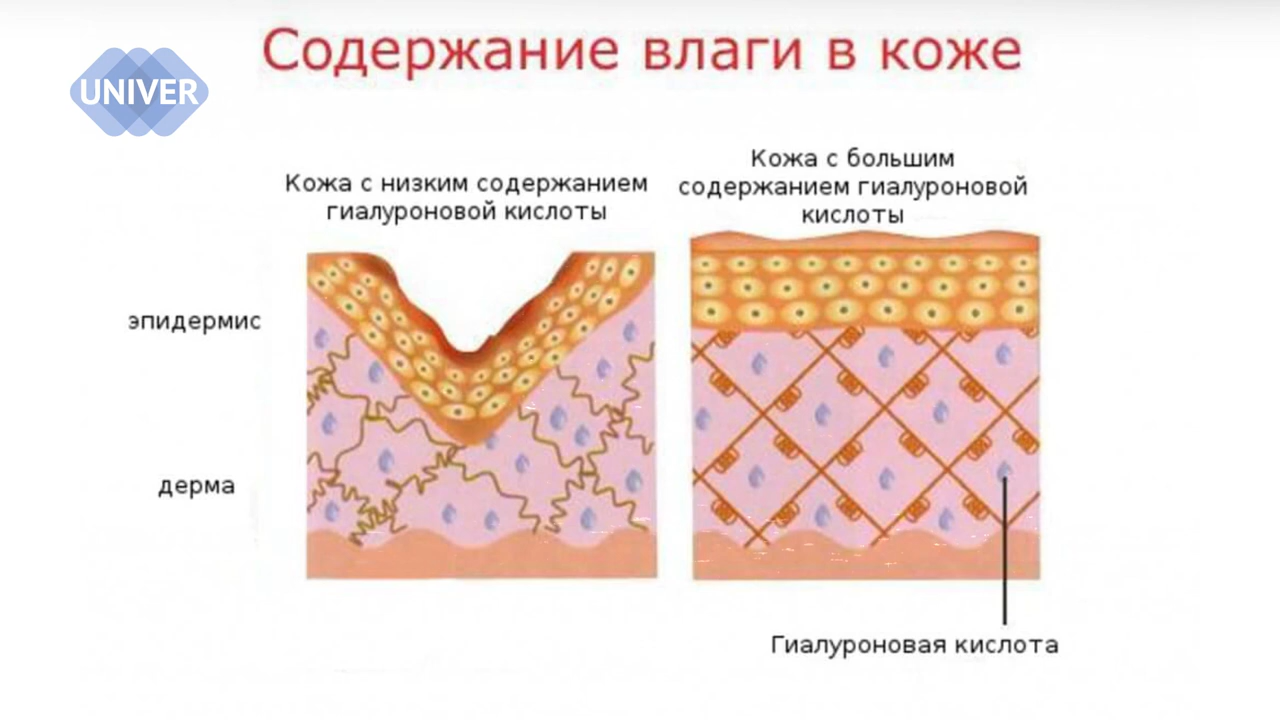 Содержание влаги в коже
UNIVER
Кожа с низким содержанием
гиалуроновой кислоты
Кожа с большим
содержанием гиалуроновой
кислоты
эпидермис
дерма
Гиалуроновая кислота